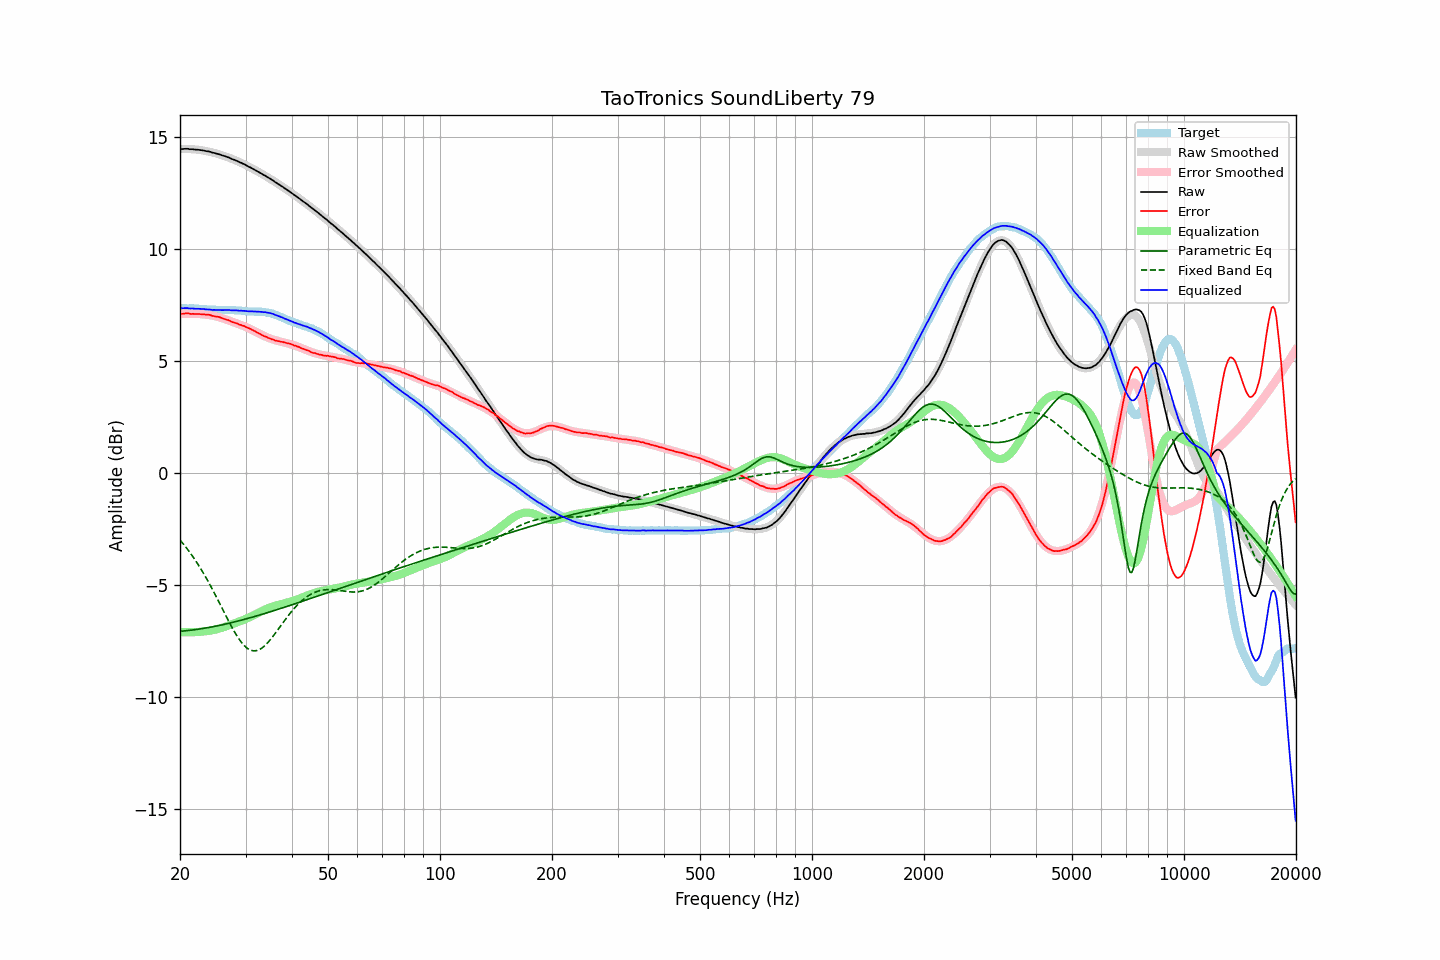 TaoTronics SoundLiberty 79
Target
Raw Smoothed
Error Smoothed
Raw
Error
Equalization
Parametric Eq
Fixed Band Eq
Equalized
Amplitude (dBr)
15
10
5
0
−5
−10
−15
20
50
100
200
500
1000
2000
5000
10000
20000
Frequency (Hz)